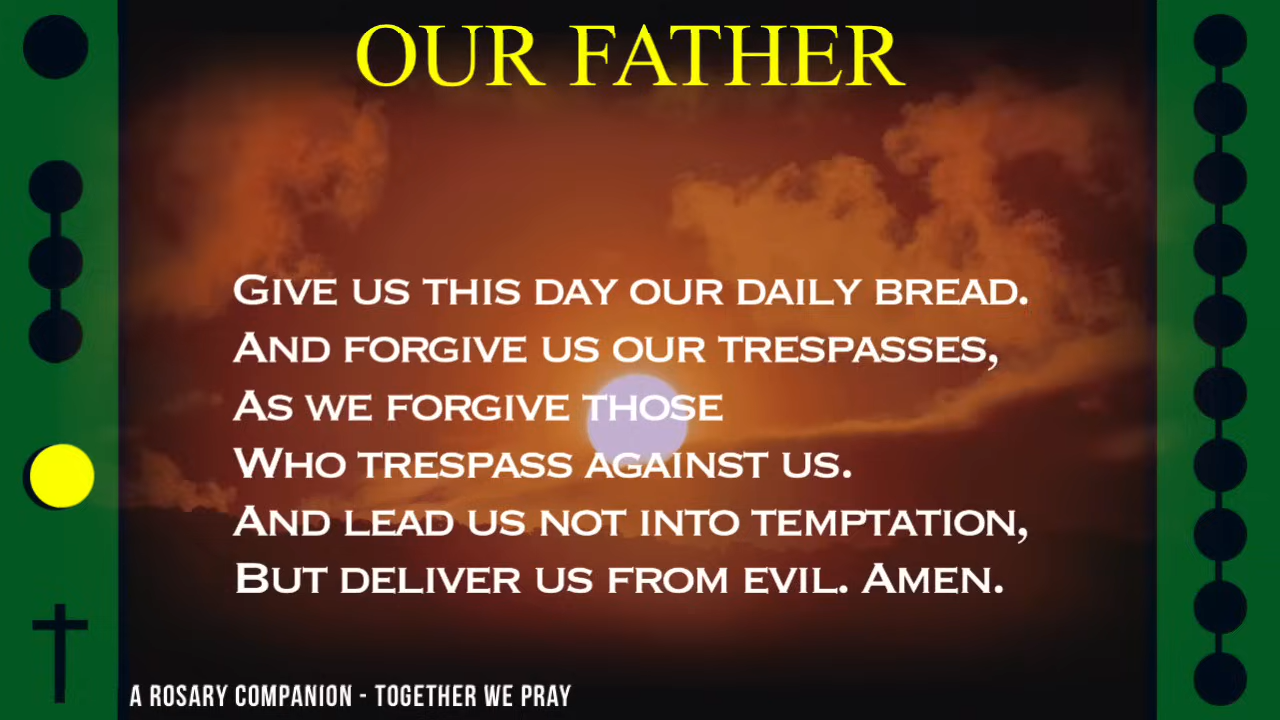 OUR FATHER
GIVE US THIS DAY OUR DAILY BREAD.
AND FORGIVE US OUR TRESPASSES,
AS WE FORGIVE THOSE
WHO TRESPASS AGAINST US.
AND LEAD US NOT INTO TEMPTATION,
BUT DELIVER US FROM EVIL. AMEN.
A ROSARY COMPANION - TOGETHER WE PRAY